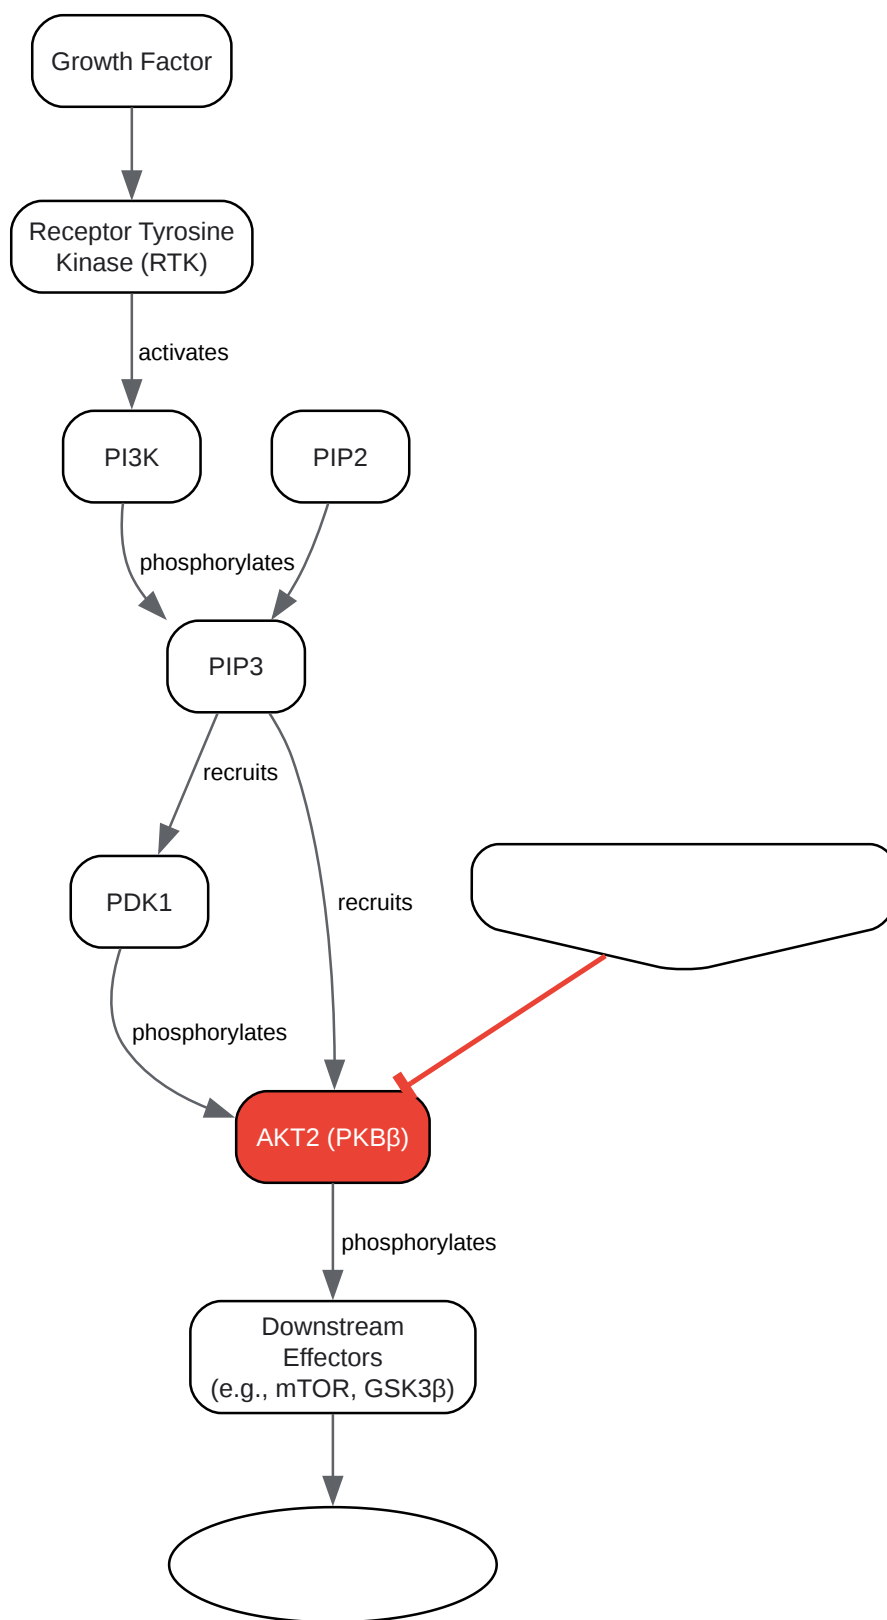 Growth Factor
Receptor Tyrosine
Kinase (RTK)
activates
PI3K
PIP2
phosphorylates
PIP3
recruits
PDK1
recruits
phosphorylates
AKT2 (PKBβ)
phosphorylates
Downstream
Effectors
(e.g., mTOR, GSK3β)